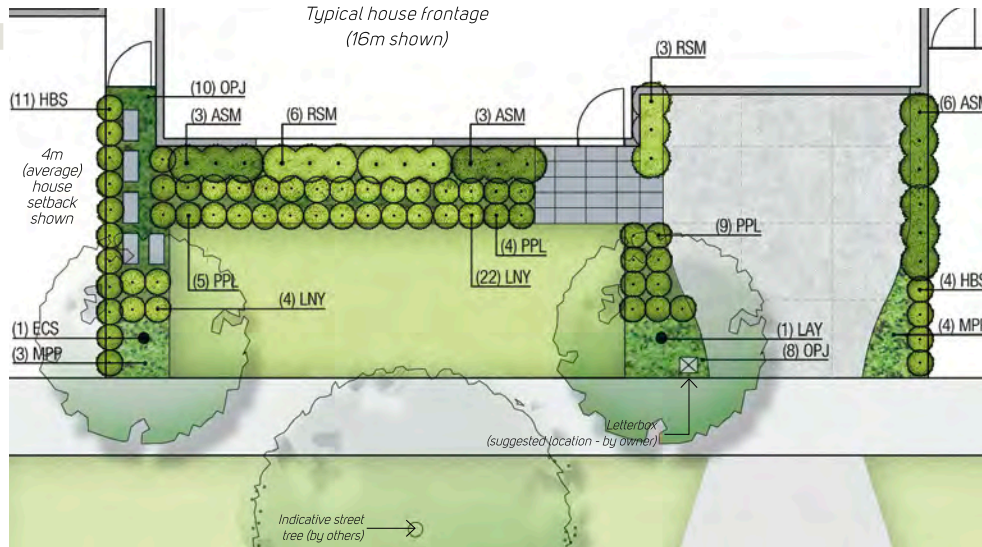 Typical house frontage
(16m shown)
(3) RSM
(10) OPJ
(11) HBS
(3) ASM
(6) RSM
(3) ASM
(6) ASM
4m
(average)
house
setback
shown
(9) PPL
(4) PPL
(5) PPL
(22) LNY
(4) HBS
(4) LNY
(1) ECS
(1) LAY
(3) MPP
(8) OPJ
Letterbox
(suggested location - by owner)
Indicative street
tree (by others)